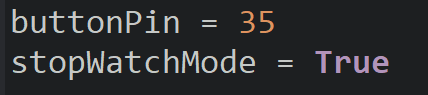 buttonPin = 35
stopWatchMode = True